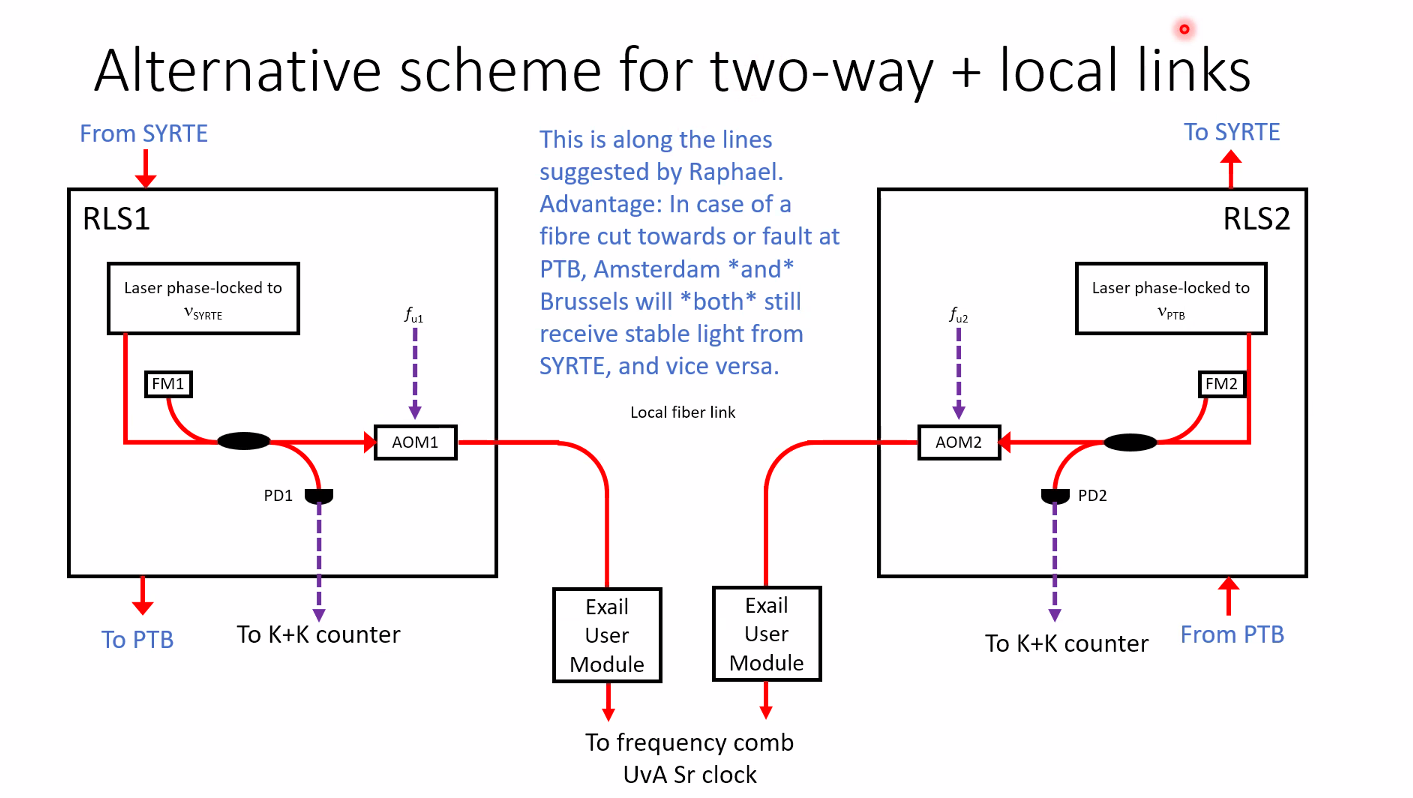 Alternative scheme for two-way + local links
From SYRTE
This is along the lines
suggested by Raphael.
Advantage: In case of a
fibre cut towards or fault at
PTB, Amsterdam *and*
Brussels will *both* still
receive stable light from
SYRTE, and vice versa.
To SYRTE
RLS1
RLS2
Laser phase-locked to
νSYRTE
Laser phase-locked to
νPTB
fu1
fu2
FM1
FM2
Local fiber link
AOM1
AOM2
PD1
PD2
Exail
User
Module
Exail
User
Module
To PTB
To K+K counter
To K+K counter
From PTB
To frequency comb
UvA Sr clock